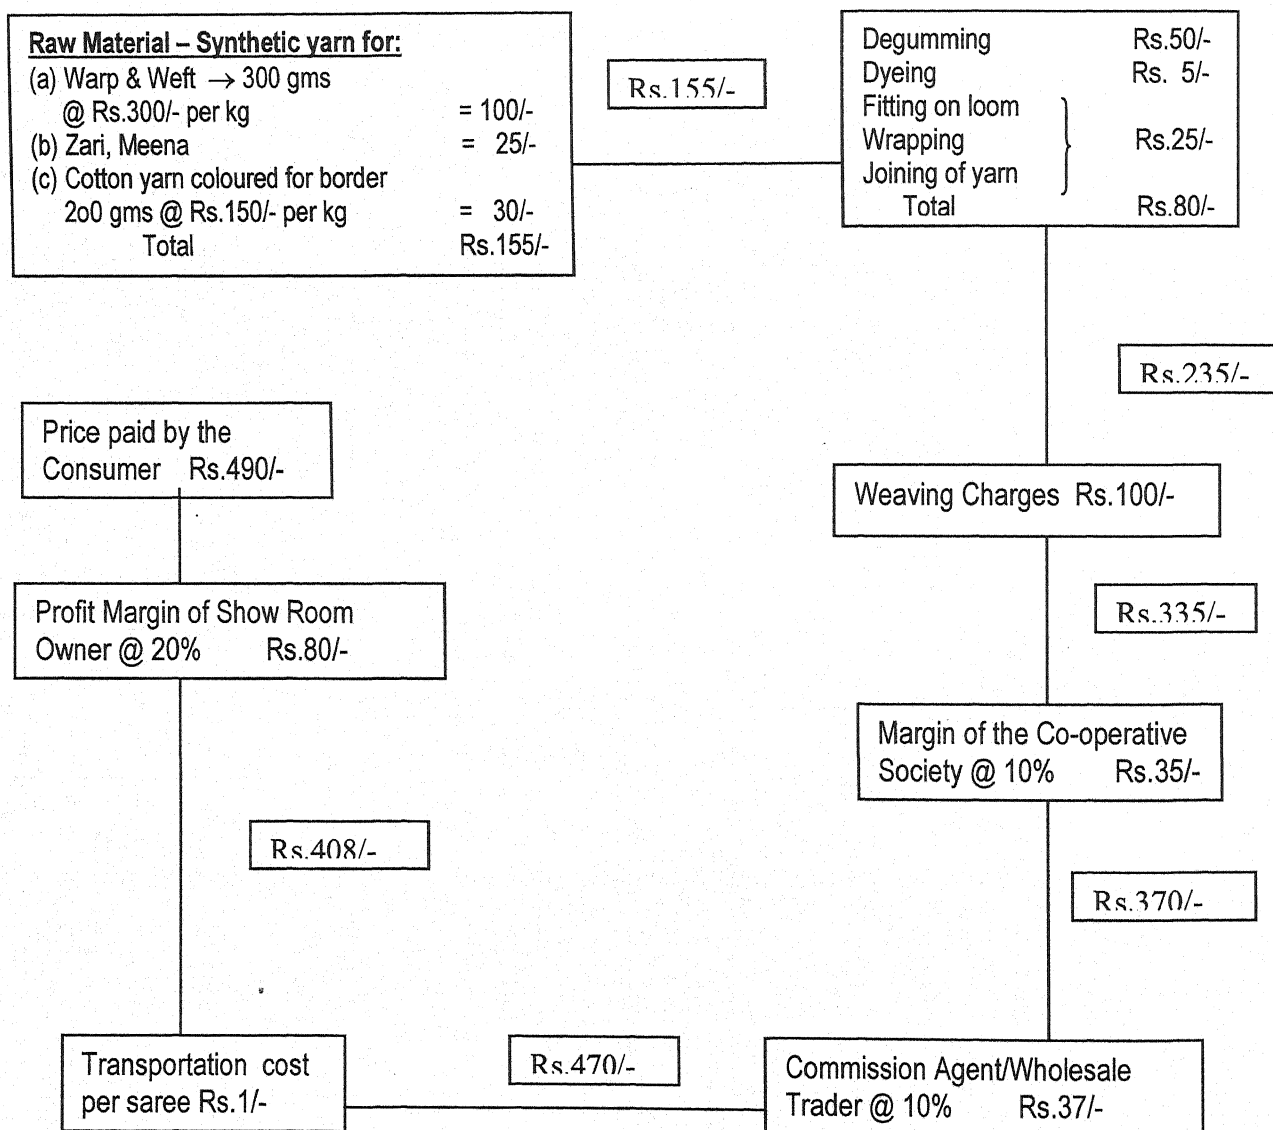 Raw Material – Synthetic yarn for:
(a) Warp & Weft → 300 gms
@ Rs.300/- per kg = 100/-
(b) Zari, Meena = 25/-
(c) Cotton yarn coloured for border
2o0 gms @ Rs.150/- per kg = 30/-
Total Rs.155/-
Rs.155/-
Degumming Rs.50/-
Dyeing Rs. 5/-
Fitting on loom
Wrapping Rs.25/-
Joining of yarn
Total Rs.80/-
Rs.235/-
Weaving Charges Rs.100/-
Rs.335/-
Margin of the Co-operative
Society @ 10% Rs.35/-
Rs.370/-
Commission Agent/Wholesale
Trader @ 10% Rs.37/-
Rs.470/-
Transportation cost
per saree Rs.1/-
Rs.408/-
Profit Margin of Show Room
Owner @ 20% Rs.80/-
Price paid by the
Consumer Rs.490/-